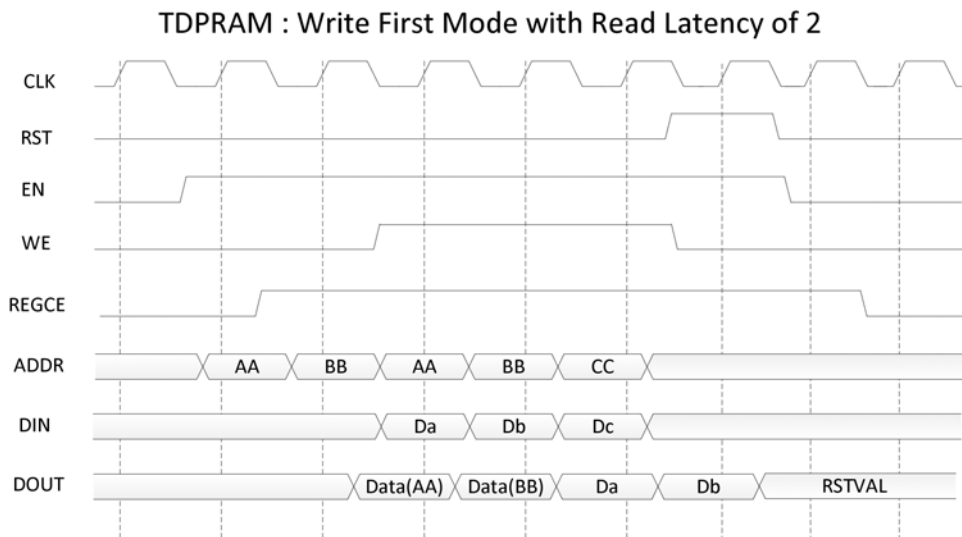 TDPRAM : Write First Mode with Read Latency of 2
CLK
RST
EN
WE
REGCE
ADDR AA BB AA BB CC
DIN Da Db Dc
DOUT Data(AA) Data(BB) Da Db RSTVAL